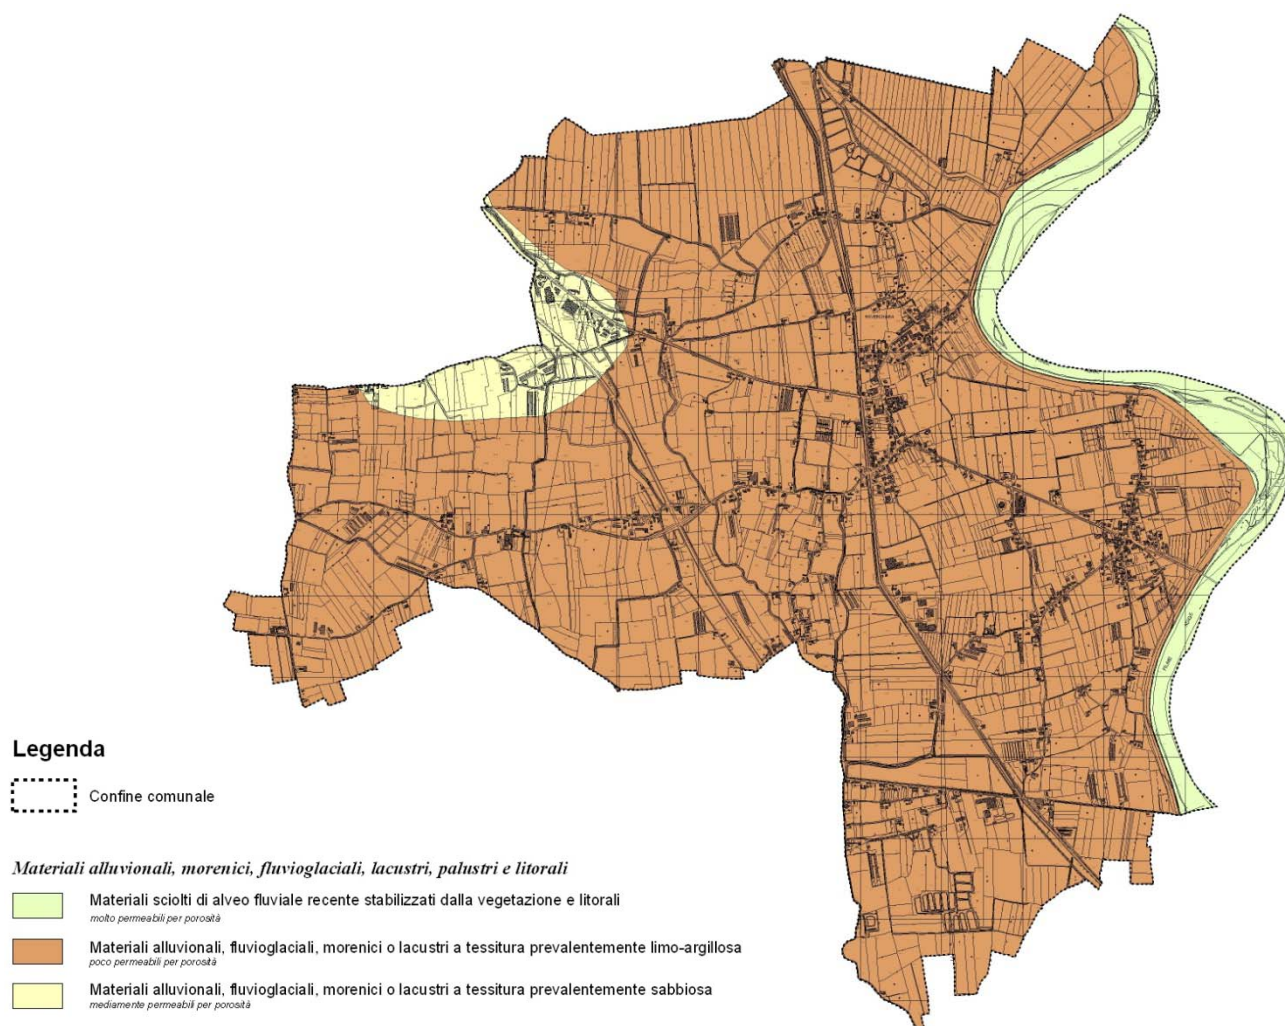 FIUME
ADIGE
Legenda
Confine comunale
Materiali alluvionali, morenici, fluvioglaciali, lacustri, palustri e litorali
Materiali sciolti di alveo fluviale recente stabilizzati dalla vegetazione e litorali
molto permeabili per porosità
Materiali alluvionali, fluvioglaciali, morenici o lacustri a tessitura prevalentemente limo-argillosa
poco permeabili per porosità
Materiali alluvionali, fluvioglaciali, morenici o lacustri a tessitura prevalentemente sabbiosa
mediamente permeabili per porosità